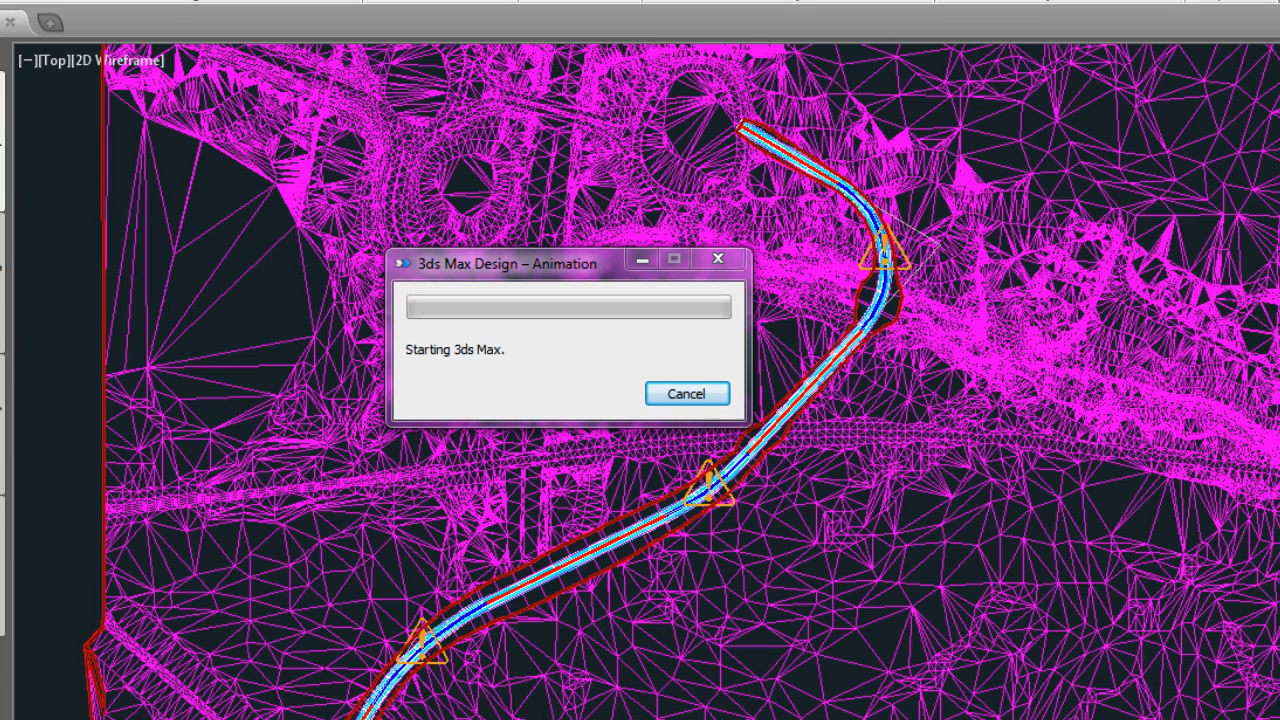 [−][Top][2D Wireframe]
3ds Max Design – Animation
Starting 3ds Max.
Cancel